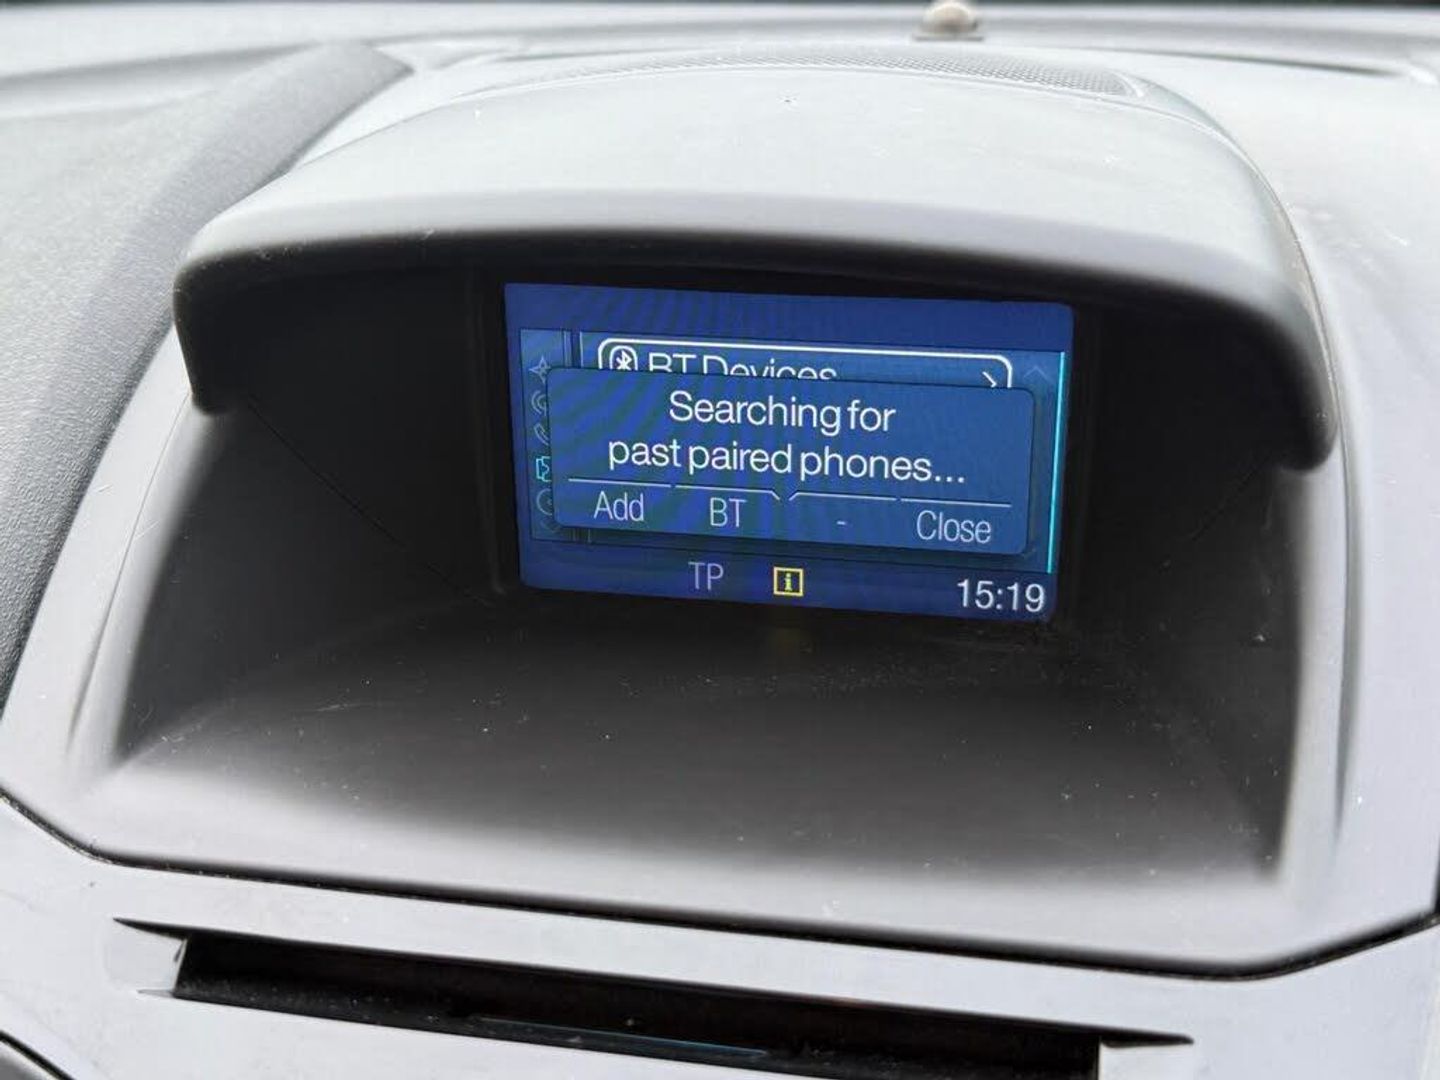 BT Devices
Searching for
past paired phones...
Add BT - Close
TP i 15:19